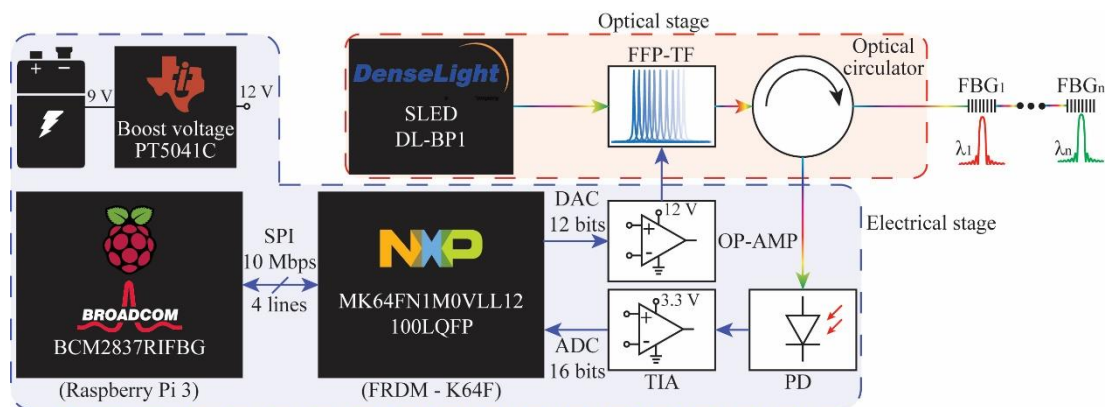 Optical stage
9 V
12 V
Boost voltage
PT5041C
DenseLight
SLED
DL-BP1
FFP-TF
Optical
circulator
FBG1
FBGn
λ1
λn
DAC
12 bits
12 V
OP-AMP
Electrical stage
BROADCOM
BCM2837RIFBG
(Raspberry Pi 3)
SPI
10 Mbps
4 lines
NXP
MK64FN1M0VLL12
100LQFP
(FRDM - K64F)
ADC
16 bits
3.3 V
TIA
PD